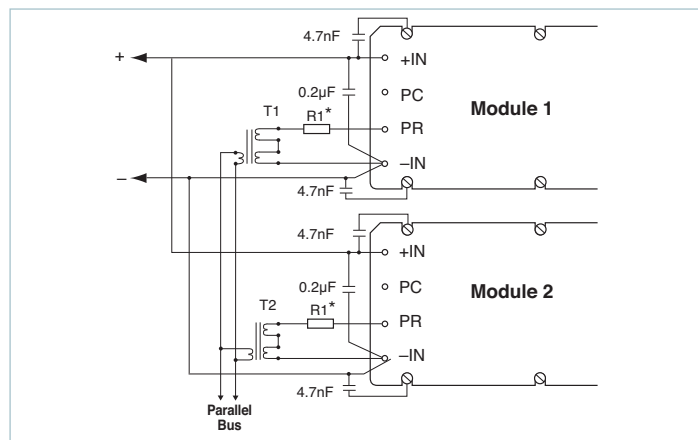 4.7nF
+
+IN
0.2µF
PC
Module 1
T1
R1*
PR
–IN
–
4.7nF
4.7nF
+IN
0.2µF
PC
Module 2
T2
R1*
PR
–IN
4.7nF
Parallel
Bus